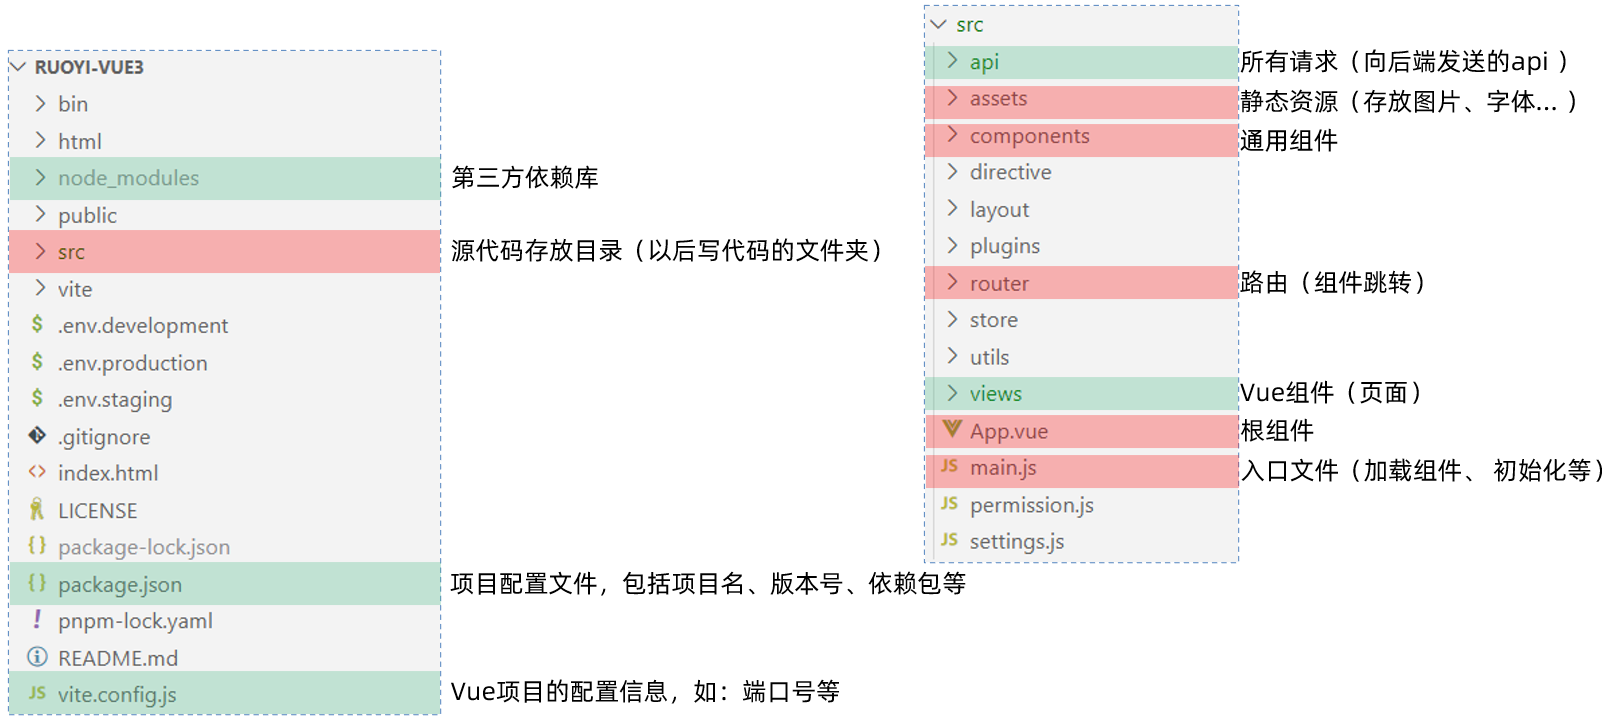 RUOYI-VUE3
bin
html
node_modules 第三方依赖库
public
src 源代码存放目录（以后写代码的文件夹）
vite
$ .env.development
$ .env.production
$ .env.staging
.gitignore
<> index.html
LICENSE
{} package-lock.json
{} package.json 项目配置文件，包括项目名、版本号、依赖包等
! pnpm-lock.yaml
README.md
JS vite.config.js Vue项目的配置信息，如：端口号等
src
api 所有请求（向后端发送的api ）
assets 静态资源（存放图片、字体... ）
components 通用组件
directive
layout
plugins
router 路由（组件跳转）
store
utils
views Vue组件（页面）
App.vue 根组件
JS main.js 入口文件（加载组件、 初始化等）
JS permission.js
JS settings.js